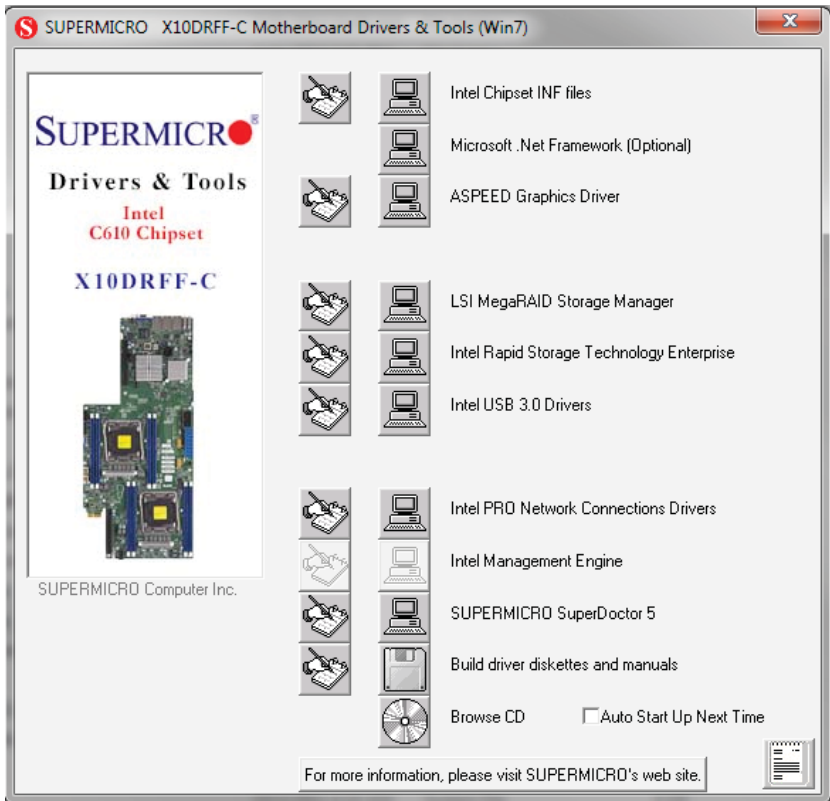 SUPERMICRO X10DRFF-C Motherboard Drivers & Tools (Win7)
SUPERMICR®
Drivers & Tools
Intel
C610 Chipset
X10DRFF-C
SUPERMICRO Computer Inc.
Intel Chipset INF files
Microsoft .Net Framework (Optional)
ASPEED Graphics Driver
LSI MegaRAID Storage Manager
Intel Rapid Storage Technology Enterprise
Intel USB 3.0 Drivers
Intel PRO Network Connections Drivers
Intel Management Engine
SUPERMICRO SuperDoctor 5
Build driver diskettes and manuals
Browse CD Auto Start Up Next Time
For more information, please visit SUPERMICRO's web site.